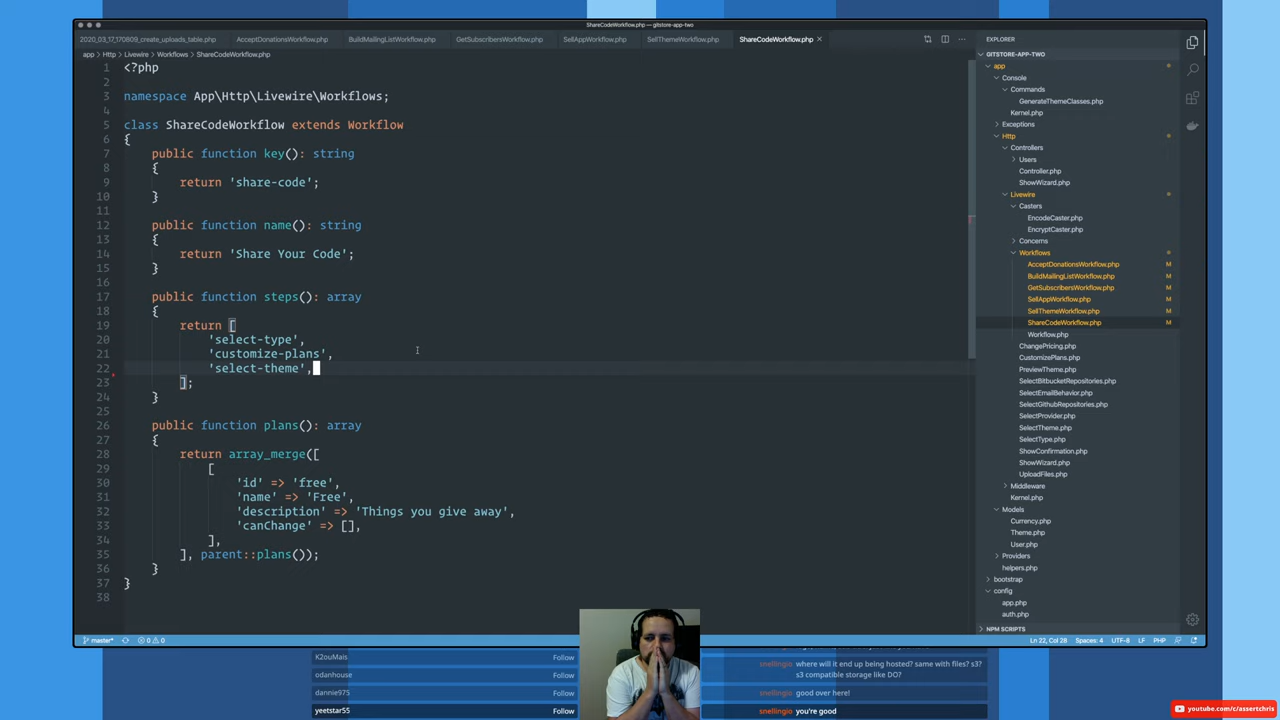 ShareCodeWorkflow.php — gitstore-app-two
2020_03_17_170809_create_uploads_table.php AcceptDonationsWorkflow.php BuildMailingListWorkflow.php GetSubscribersWorkflow.php SellAppWorkflow.php SellThemeWorkflow.php ShareCodeWorkflow.php
app > Http > Livewire > Workflows > ShareCodeWorkflow.php
1 <?php
2
3 namespace App\Http\Livewire\Workflows;
4
5 class ShareCodeWorkflow extends Workflow
6 {
7 public function key(): string
8 {
9 return 'share-code';
10 }
11
12 public function name(): string
13 {
14 return 'Share Your Code';
15 }
16
17 public function steps(): array
18 {
19 return [
20 'select-type',
21 'customize-plans',
22 'select-theme',
23 ];
24 }
25
26 public function plans(): array
27 {
28 return array_merge([
29 [
30 'id' => 'free',
31 'name' => 'Free',
32 'description' => 'Things you give away',
33 'canChange' => [],
34 ],
35 ], parent::plans());
36 }
37 }
38
EXPLORER
GITSTORE-APP-TWO
app
Console
Commands
GenerateThemeClasses.php
Kernel.php
Exceptions
Http
Controllers
Users
Controller.php
ShowWizard.php
Livewire
Casters
EncodeCaster.php
EncryptCaster.php
Concerns
Workflows
AcceptDonationsWorkflow.php M
BuildMailingListWorkflow.php M
GetSubscribersWorkflow.php M
SellAppWorkflow.php M
SellThemeWorkflow.php M
ShareCodeWorkflow.php M
Workflow.php
ChangePricing.php
CustomizePlans.php
PreviewTheme.php
SelectBitbucketRepositories.php
SelectEmailBehavior.php
SelectGithubRepositories.php
SelectProvider.php
SelectTheme.php
SelectType.php
ShowConfirmation.php
ShowWizard.php
UploadFiles.php
Middleware
Kernel.php
Models
Currency.php
Theme.php
User.php
Providers
helpers.php
bootstrap
config
app.php
auth.php
NPM SCRIPTS
master* 0 0 Ln 22, Col 28 Spaces: 4 UTF-8 LF PHP
K2ouMais Follow
odanhouse Follow
dannie975 Follow
yeetstar55 Follow
snellingio where will it end up being hosted? same with files? s3?
s3 compatible storage like DO?
snellingio good over here!
snellingio you're good
youtube.com/c/assertchris